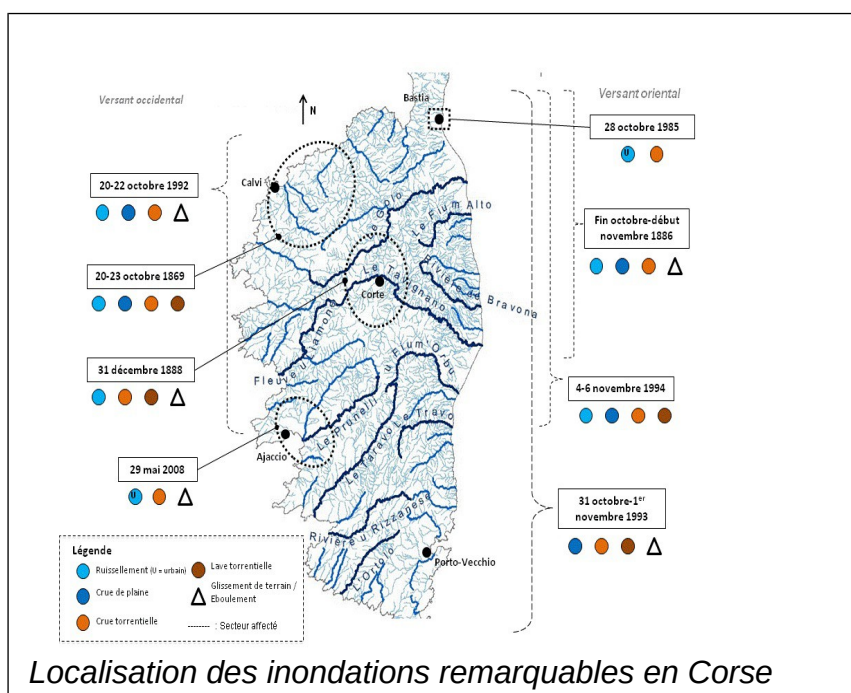 Versant occidental
N
Bastia
Versant oriental
28 octobre 1985
U
20-22 octobre 1992
Calvi
Le Golo
Le Fium Alto
Fin octobre-début
novembre 1886
20-23 octobre 1869
Le Tavignano
Rivière de Bravona
Corte
31 décembre 1888
Fleuve u Liamone
u Fium'Orbu
4-6 novembre 1994
Le Prunelli
Le Taravo
Le Travo
Ajaccio
29 mai 2008
U
31 octobre-1er
novembre 1993
Rivière u Rizzanese
L'Ortolo
Porto-Vecchio
Légende
Ruissellement (U = urbain)
Lave torrentielle
Crue de plaine
Glissement de terrain /
Eboulement
Crue torrentielle
: Secteur affecté
Localisation des inondations remarquables en Corse